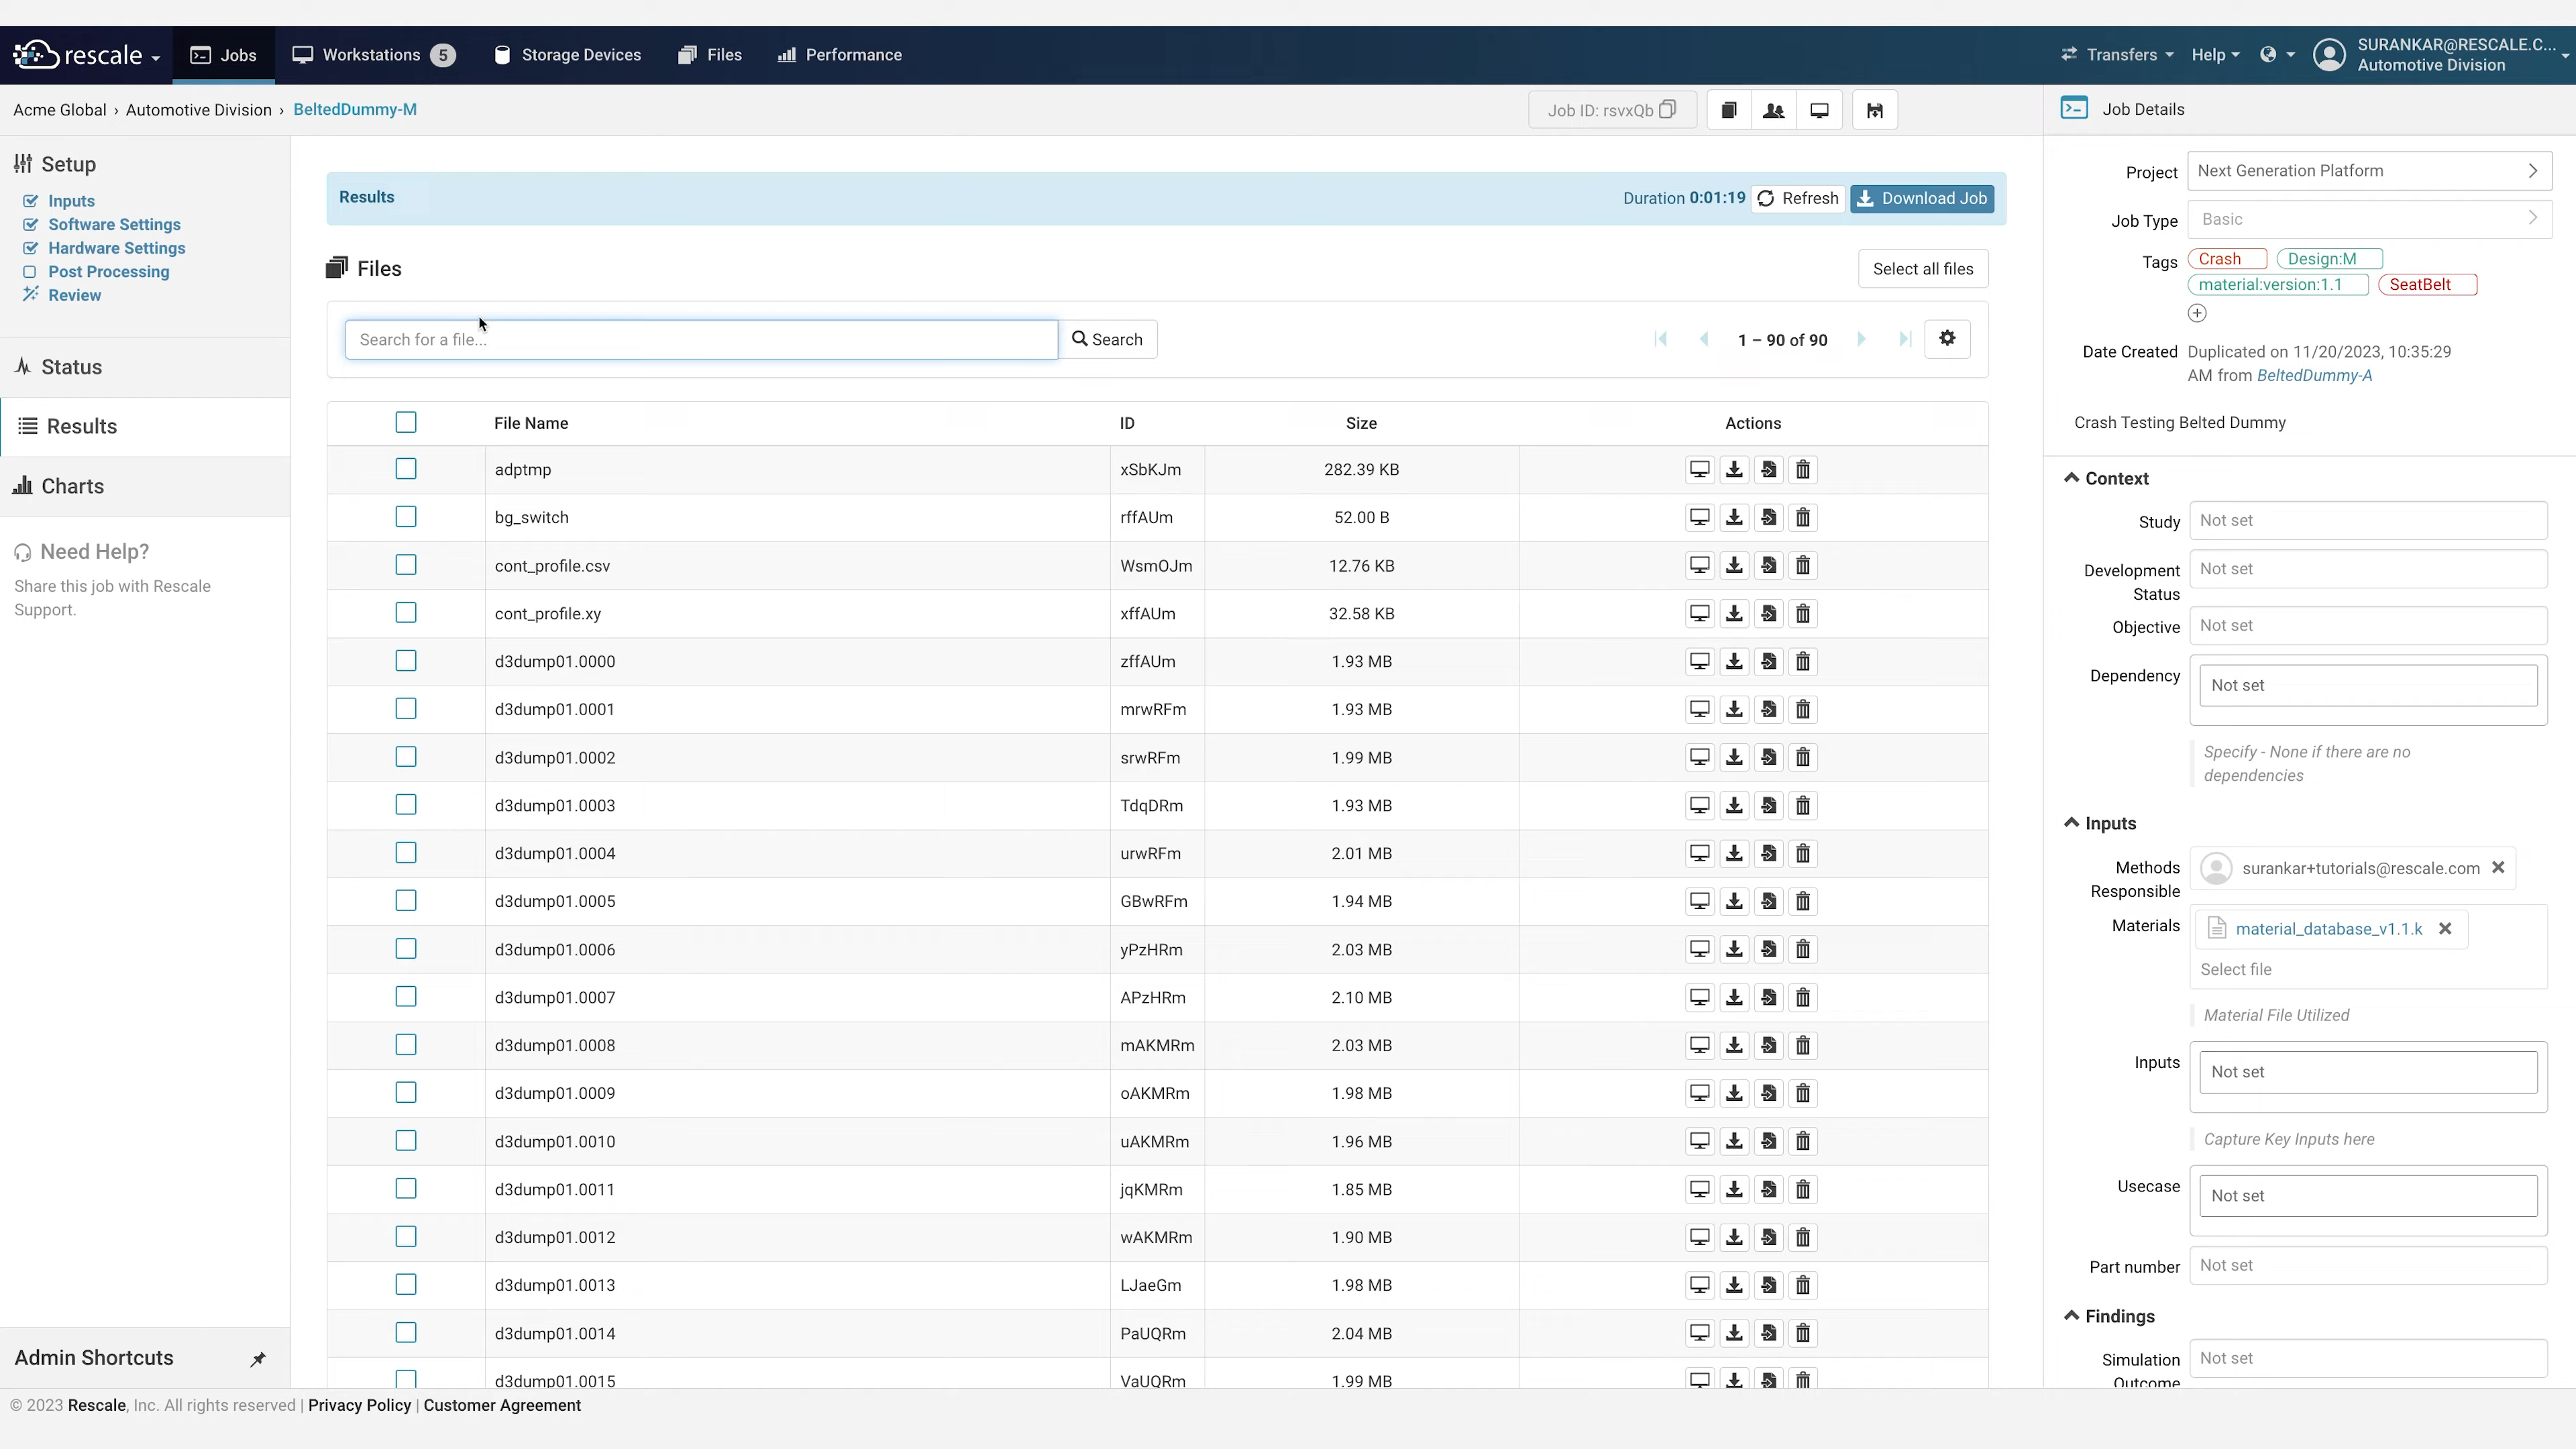 rescale Jobs Workstations 5 Storage Devices Files Performance Transfers Help SURANKAR@RESCALE.C...
Automotive Division
Acme Global › Automotive Division › BeltedDummy-M Job ID: rsvxQb Job Details
Setup
Inputs
Software Settings
Hardware Settings
Post Processing
Review
Status
Results
Charts
Need Help?
Share this job with Rescale
Support.
Admin Shortcuts
Results Duration 0:01:19 Refresh Download Job
Files Select all files
Search for a file... Search 1 – 90 of 90
File Name ID Size Actions
adptmp xSbKJm 282.39 KB
bg_switch rffAUm 52.00 B
cont_profile.csv WsmOJm 12.76 KB
cont_profile.xy xffAUm 32.58 KB
d3dump01.0000 zffAUm 1.93 MB
d3dump01.0001 mrwRFm 1.93 MB
d3dump01.0002 srwRFm 1.99 MB
d3dump01.0003 TdqDRm 1.93 MB
d3dump01.0004 urwRFm 2.01 MB
d3dump01.0005 GBwRFm 1.94 MB
d3dump01.0006 yPzHRm 2.03 MB
d3dump01.0007 APzHRm 2.10 MB
d3dump01.0008 mAKMRm 2.03 MB
d3dump01.0009 oAKMRm 1.98 MB
d3dump01.0010 uAKMRm 1.96 MB
d3dump01.0011 jqKMRm 1.85 MB
d3dump01.0012 wAKMRm 1.90 MB
d3dump01.0013 LJaeGm 1.98 MB
d3dump01.0014 PaUQRm 2.04 MB
d3dump01.0015 VaUQRm 1.99 MB
Project Next Generation Platform
Job Type Basic
Tags Crash Design:M
material:version:1.1 SeatBelt
Date Created Duplicated on 11/20/2023, 10:35:29
AM from BeltedDummy-A
Crash Testing Belted Dummy
Context
Study Not set
Development Status Not set
Objective Not set
Dependency Not set
Specify - None if there are no
dependencies
Inputs
Methods Responsible surankar+tutorials@rescale.com
Materials material_database_v1.1.k
Select file
Material File Utilized
Inputs Not set
Capture Key Inputs here
Usecase Not set
Part number Not set
Findings
Simulation Outcome Not set
© 2023 Rescale, Inc. All rights reserved | Privacy Policy | Customer Agreement